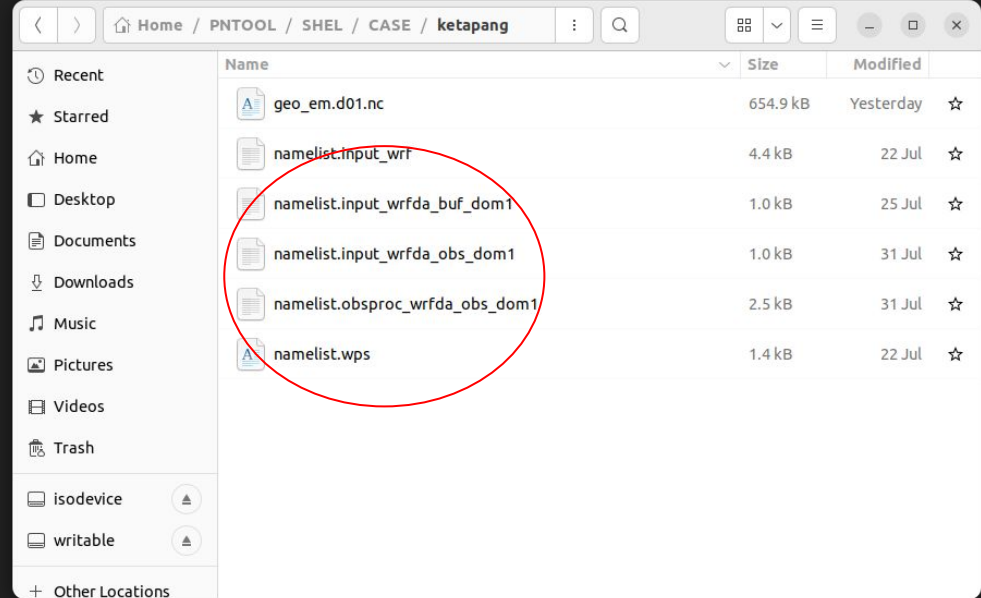 Home / PNTOOL / SHEL / CASE / ketapang
Name Size Modified
Recent
Starred
Home
Desktop
Documents
Downloads
Music
Pictures
Videos
Trash
isodevice
writable
+ Other Locations
geo_em.d01.nc 654.9 kB Yesterday
namelist.input_wrf 4.4 kB 22 Jul
namelist.input_wrfda_buf_dom1 1.0 kB 25 Jul
namelist.input_wrfda_obs_dom1 1.0 kB 31 Jul
namelist.obsproc_wrfda_obs_dom1 2.5 kB 31 Jul
namelist.wps 1.4 kB 22 Jul